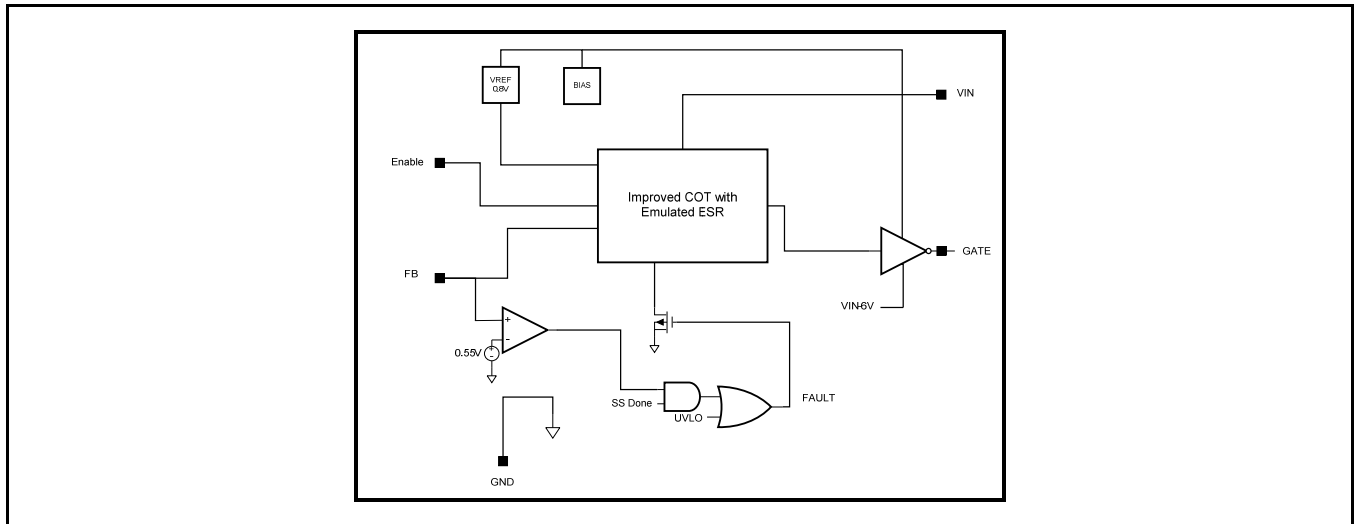 VREF
0.8V
BIAS
VIN
Enable
Improved COT with
Emulated ESR
GATE
FB
VIN-6V
+
-
0.55V
+
-
SS Done
UVLO
FAULT
GND